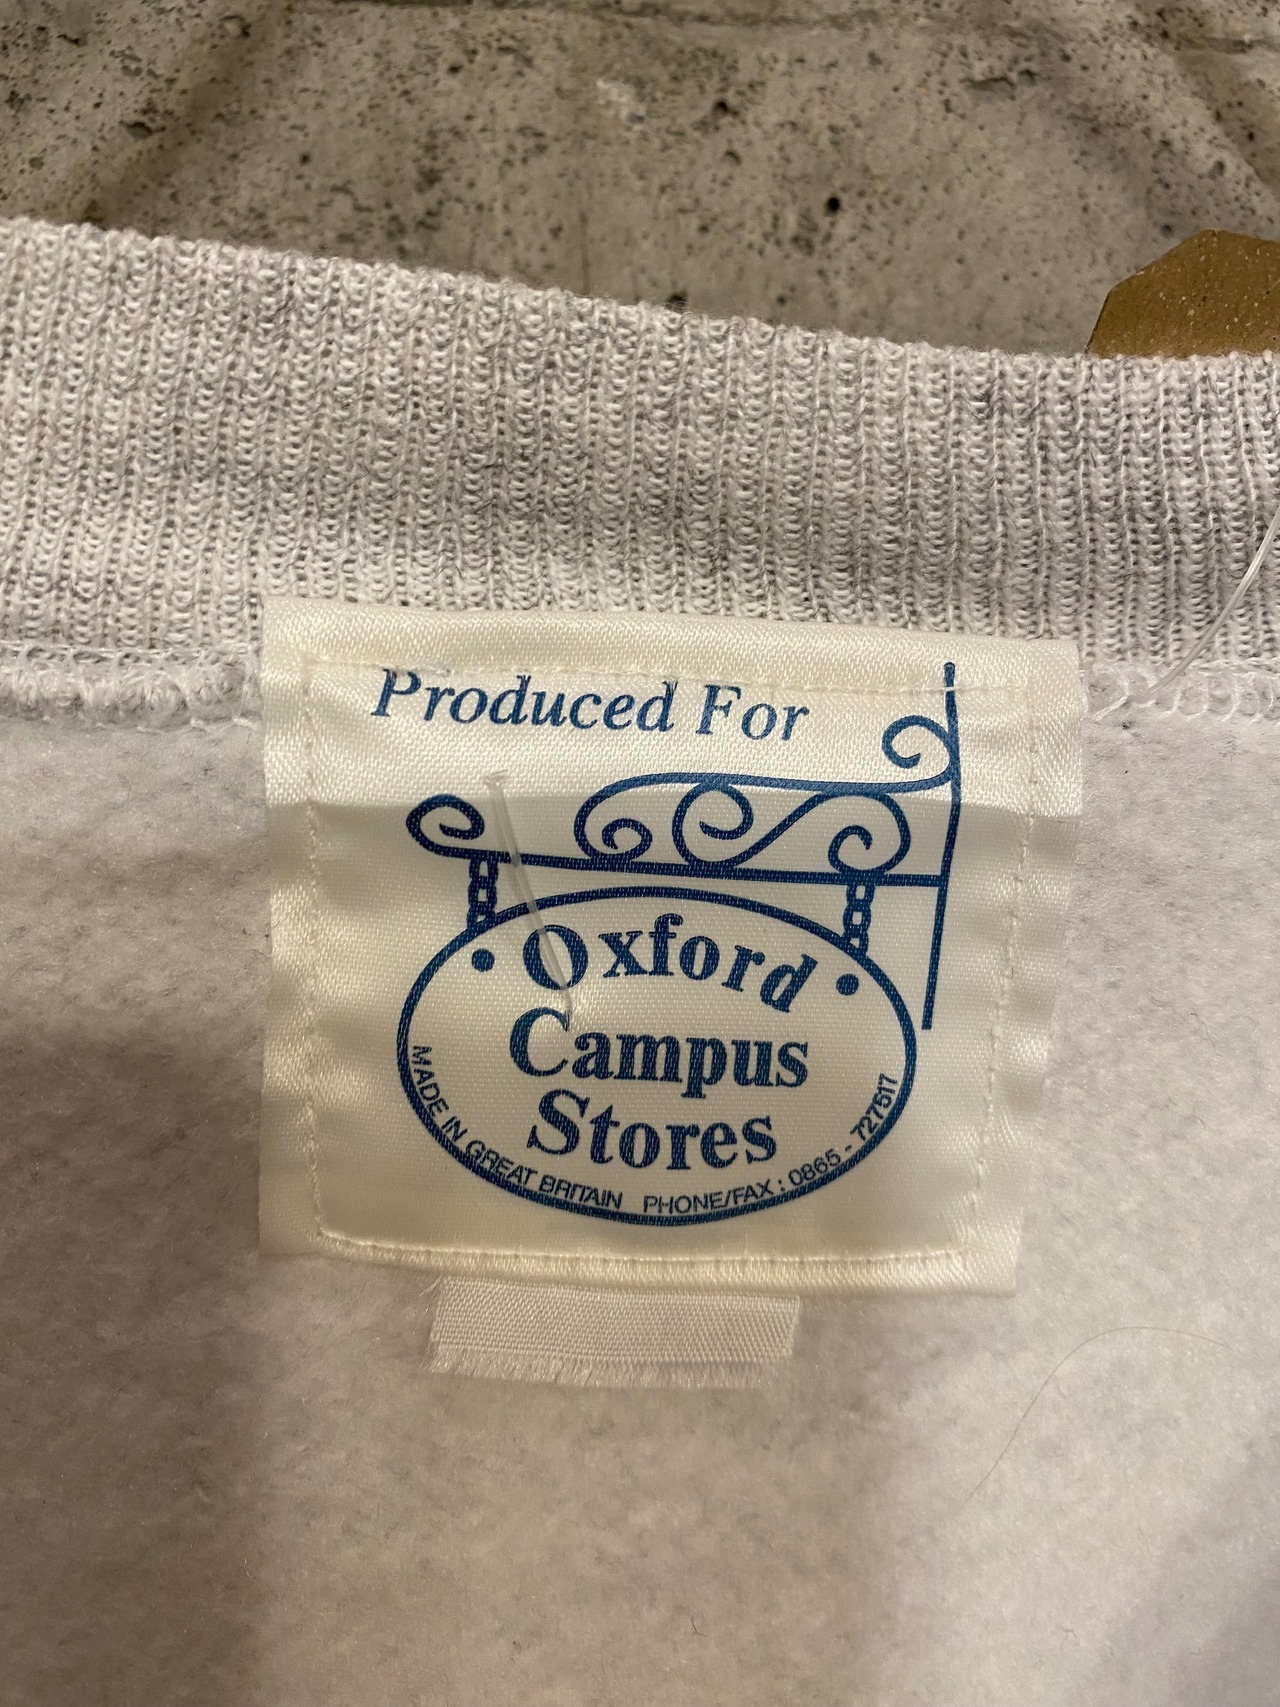 Produced For
Oxford
Campus
Stores
MADE IN GREAT BRITAIN PHONE/FAX : 0865 - 727517